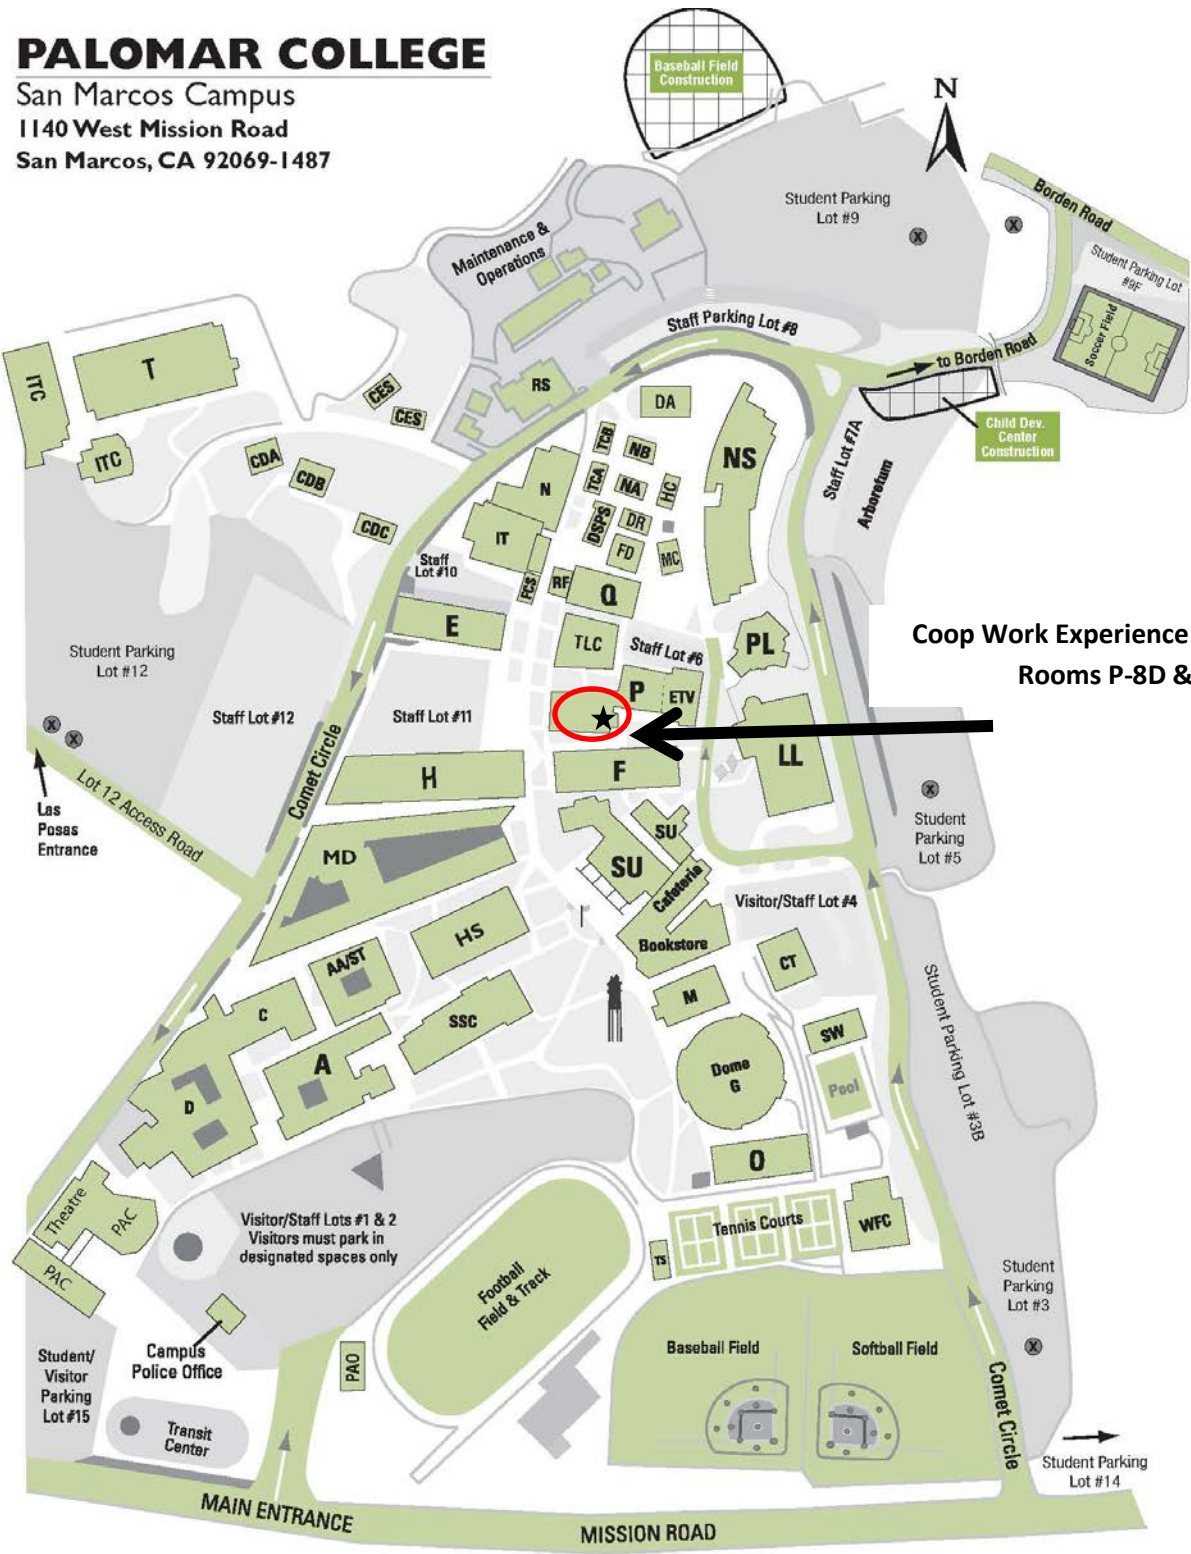 PALOMAR COLLEGE
San Marcos Campus
1140 West Mission Road
San Marcos, CA 92069-1487
Baseball Field
Construction
N
Student Parking
Lot #9
X
X
Borden Road
Student Parking Lot
#9F
Soccer Field
Maintenance &
Operations
Staff Parking Lot #8
to Borden Road
Child Dev.
Center
Construction
Staff Lot #7A
Arboretum
ITC
T
ITC
CES
CES
RS
CDA
CDB
CDC
DA
TCB
NB
TCA
NA
HC
NS
N
IT
DSPS
DR
FD
MC
Staff
Lot #10
FCS
RF
Q
E
TLC
Staff Lot #6
PL
Coop Work Experience
Rooms P-8D &
Student Parking
Lot #12
Staff Lot #12
Staff Lot #11
P
ETV
X
X
Comet Circle
H
F
LL
Las
Posas
Entrance
Lot 12 Access Road
X
Student
Parking
Lot #5
MD
SU
SU
Cafeteria
Visitor/Staff Lot #4
HS
Bookstore
AA/ST
CT
C
SSC
M
Student Parking Lot #3B
A
SW
Dome
G
Pool
D
O
Theatre
PAC
PAC
Visitor/Staff Lots #1 & 2
Visitors must park in
designated spaces only
Tennis Courts
WFC
TS
Football
Field & Track
Student
Parking
Lot #3
X
Campus
Police Office
PAO
Baseball Field
Softball Field
Student/
Visitor
Parking
Lot #15
Transit
Center
Comet Circle
Student Parking
Lot #14
MAIN ENTRANCE
MISSION ROAD